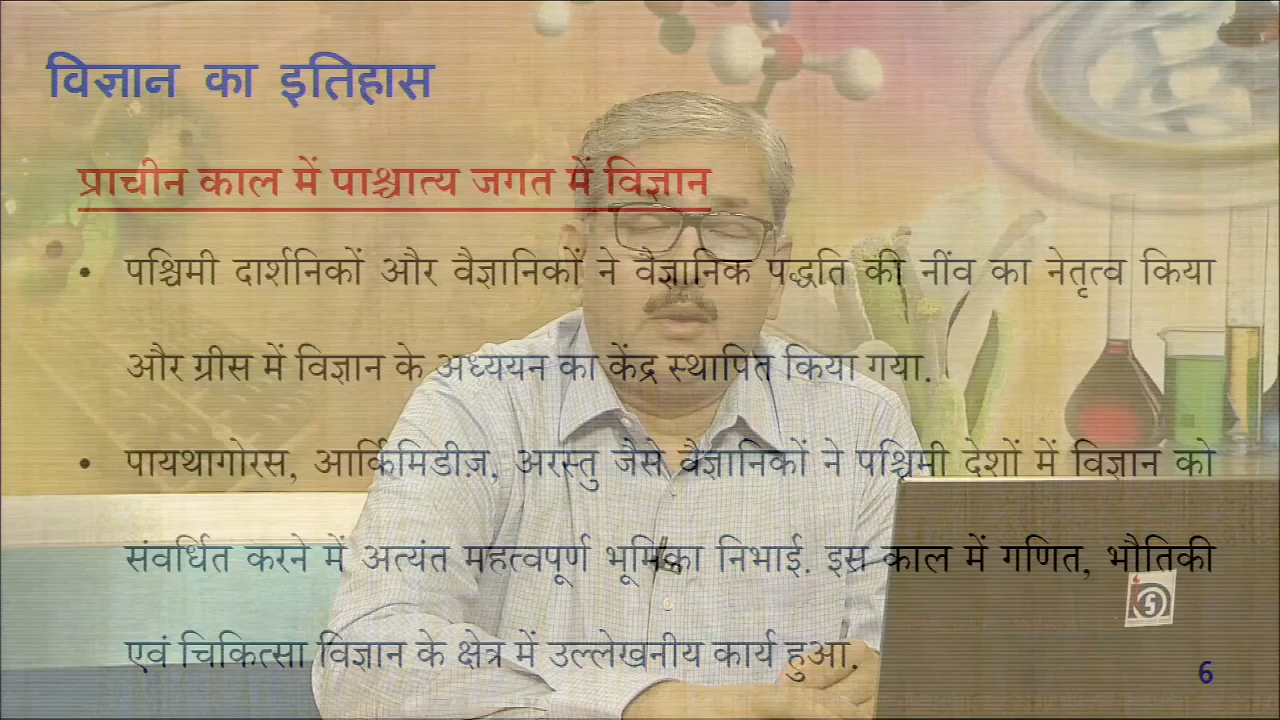 विज्ञान का इतिहास
प्राचीन काल में पाश्चात्य जगत में विज्ञान
• पश्चिमी दार्शनिकों और वैज्ञानिकों ने वैज्ञानिक पद्धति की नींव का नेतृत्व किया
और ग्रीस में विज्ञान के अध्ययन का केंद्र स्थापित किया गया.
• पायथागोरस, आर्किमिडीज़, अरस्तु जैसे वैज्ञानिकों ने पश्चिमी देशों में विज्ञान को
संवर्धित करने में अत्यंत महत्वपूर्ण भूमिका निभाई. इस काल में गणित, भौतिकी
एवं चिकित्सा विज्ञान के क्षेत्र में उल्लेखनीय कार्य हुआ.
6